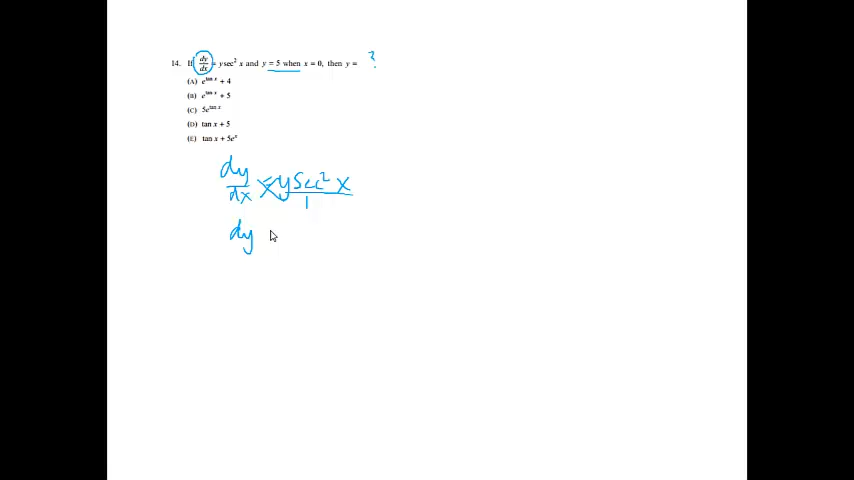 14. If dy/dx = y sec² x and y = 5 when x = 0, then y = ?
(A) e^(tan x) + 4
(B) e^(tan x) + 5
(C) 5e^(tan x)
(D) tan x + 5
(E) tan x + 5e^x
dy/dx = y Sec² x / 1
dy